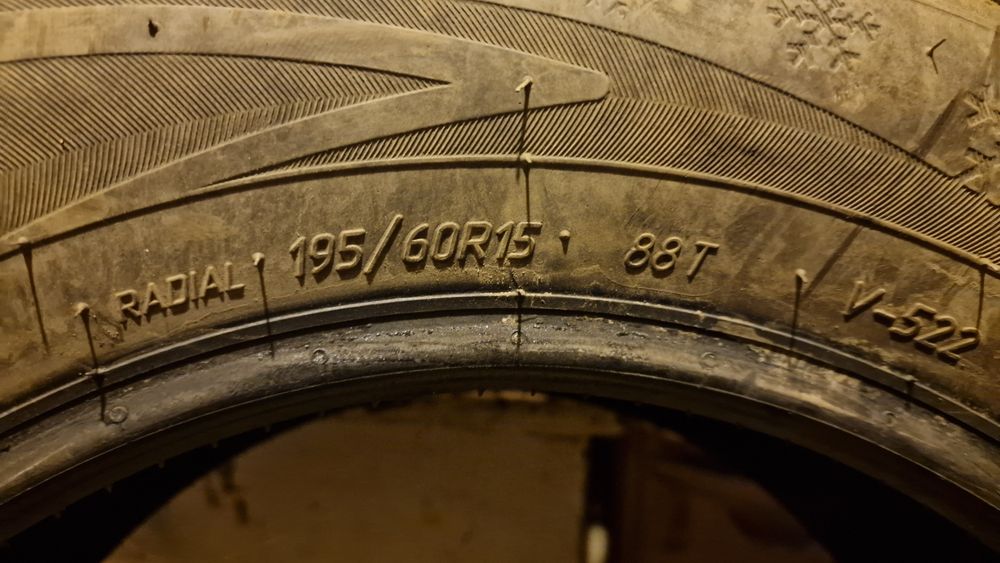 RADIAL 195/60R15 · 88T V-522